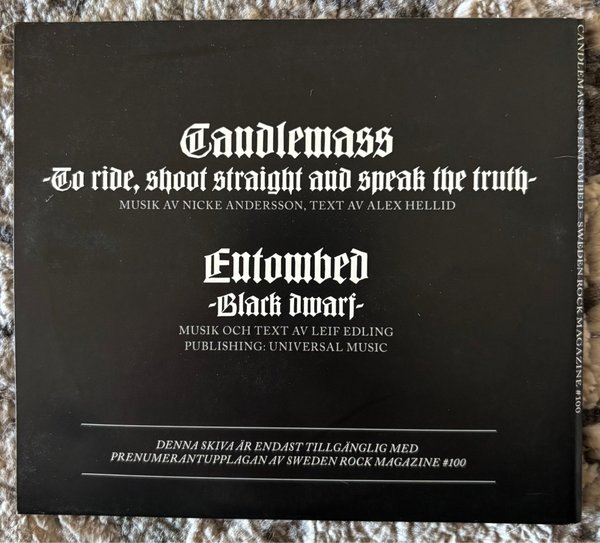 Candlemass
-To ride, shoot straight and speak the truth-
MUSIK AV NICKE ANDERSSON, TEXT AV ALEX HELLID
Entombed
-Black dwarf-
MUSIK OCH TEXT AV LEIF EDLING
PUBLISHING: UNIVERSAL MUSIC
DENNA SKIVA ÄR ENDAST TILLGÄNGLIG MED
PRENUMERANTUPPLAGAN AV SWEDEN ROCK MAGAZINE #100
CANDLEMASS VS. ENTOMBED – SWEDEN ROCK MAGAZINE #100